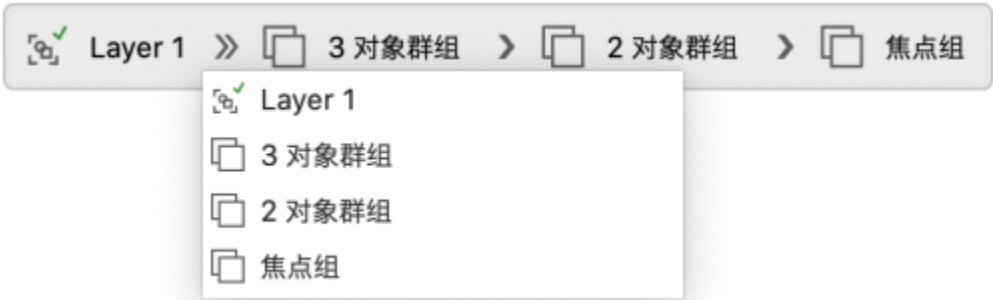 Layer 1 » 3 对象群组 > 2 对象群组 > 焦点组
Layer 1
3 对象群组
2 对象群组
焦点组